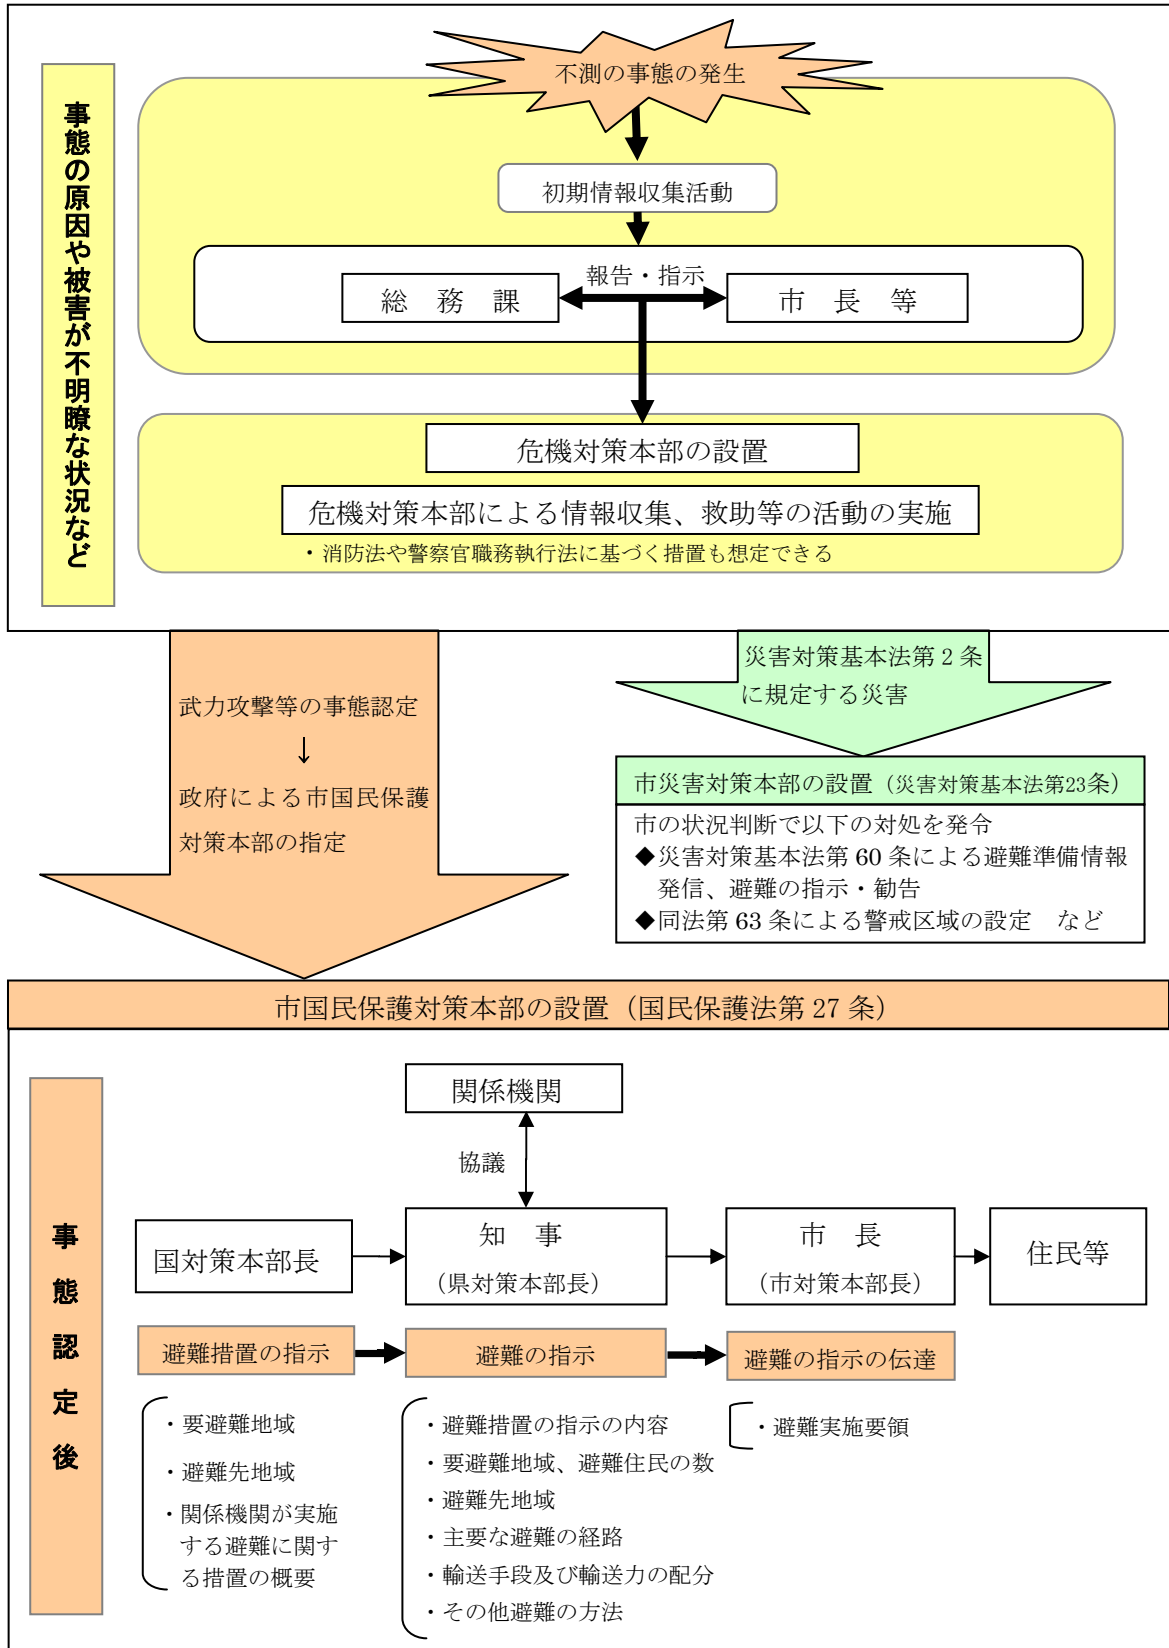 不測の事態の発生
事態の原因や被害が不明瞭な状況など
初期情報収集活動
報告・指示
総　務　課
市　長　等
危機対策本部の設置
危機対策本部による情報収集、救助等の活動の実施
・消防法や警察官職務執行法に基づく措置も想定できる
武力攻撃等の事態認定
↓
政府による市国民保護
対策本部の指定
災害対策基本法第 2 条
に規定する災害
市災害対策本部の設置（災害対策基本法第23条）
市の状況判断で以下の対処を発令
◆災害対策基本法第 60 条による避難準備情報
発信、避難の指示・勧告
◆同法第 63 条による警戒区域の設定　など
市国民保護対策本部の設置（国民保護法第 27 条）
事態認定後
関係機関
協議
国対策本部長
知　事
（県対策本部長）
市　長
（市対策本部長）
住民等
避難措置の指示
避難の指示
避難の指示の伝達
・要避難地域
・避難先地域
・関係機関が実施
する避難に関す
る措置の概要
・避難措置の指示の内容
・要避難地域、避難住民の数
・避難先地域
・主要な避難の経路
・輸送手段及び輸送力の配分
・その他避難の方法
・避難実施要領